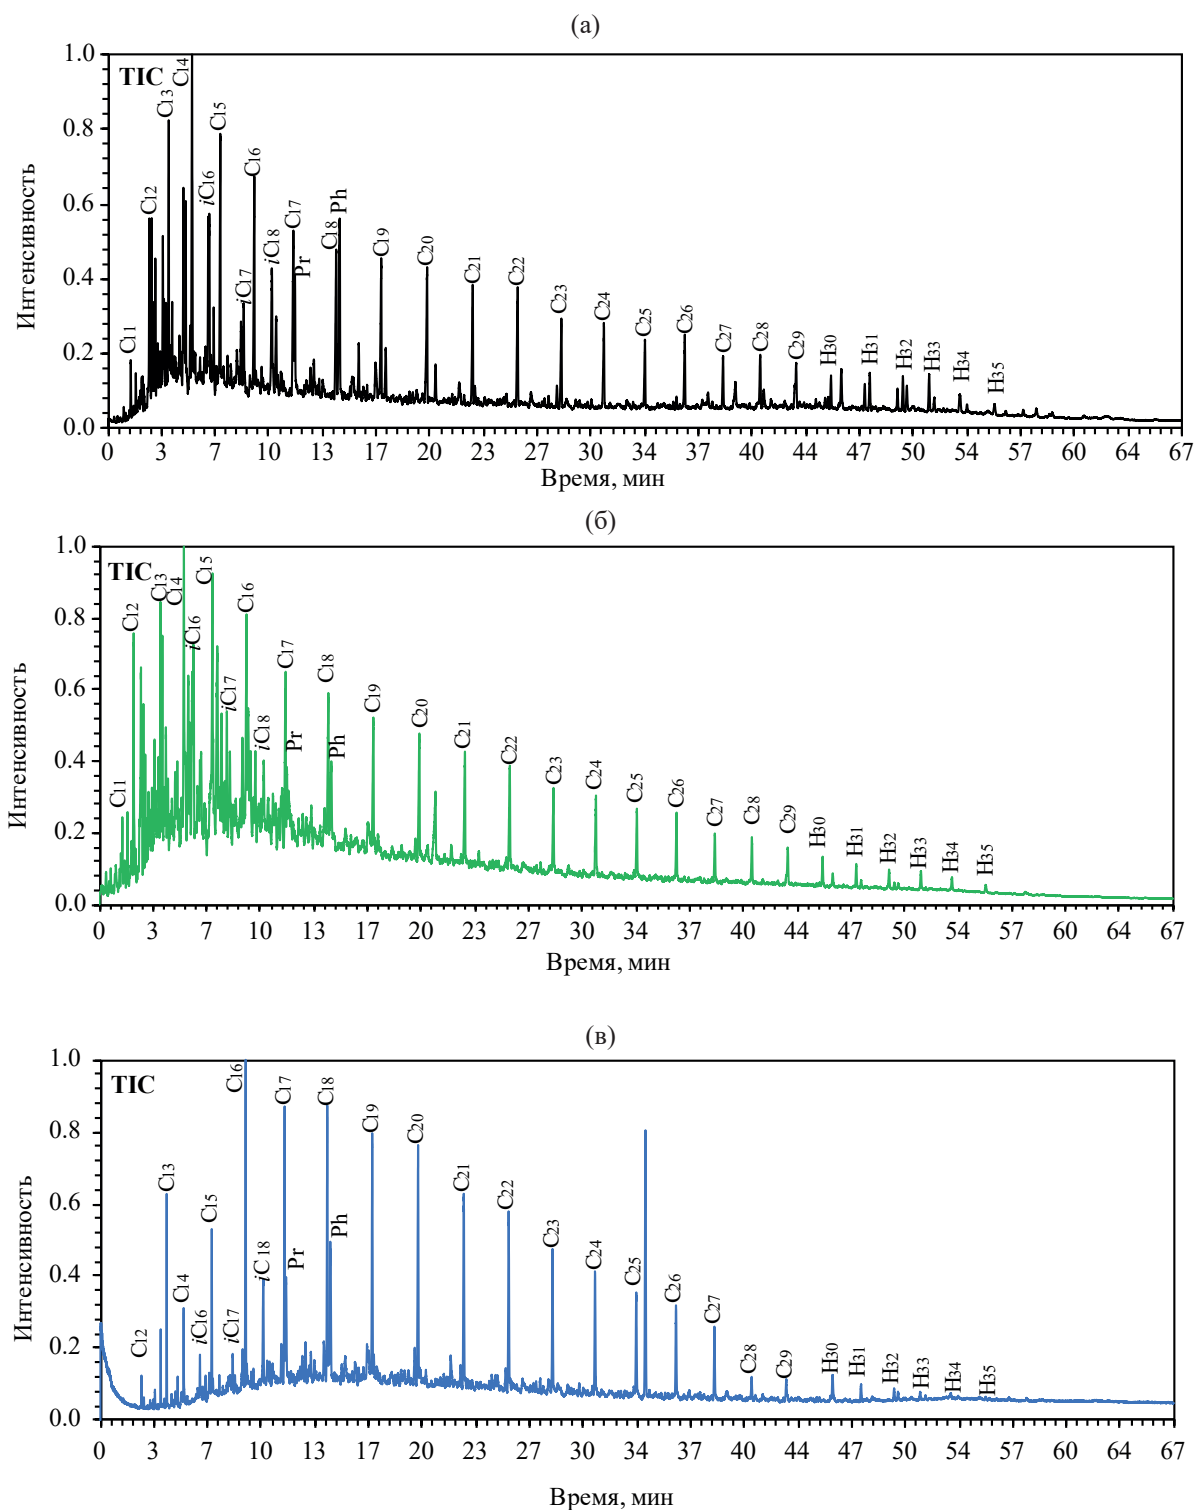 (а)
TIC
Интенсивность
1.0
0.8
0.6
0.4
0.2
0.0
C11
C12
C13
C14
iC16
C15
iC17
C16
iC18
C17
Pr
C18
Ph
C19
C20
C21
C22
C23
C24
C25
C26
C27
C28
C29
H30
H31
H32
H33
H34
H35
0 3 7 10 13 17 20 23 27 30 34 37 40 44 47 50 54 57 60 64 67
Время, мин
(б)
TIC
Интенсивность
1.0
0.8
0.6
0.4
0.2
0.0
C11
C12
C13
C14
iC16
C15
iC17
C16
iC18
C17
Pr
C18
Ph
C19
C20
C21
C22
C23
C24
C25
C26
C27
C28
C29
H30
H31
H32
H33
H34
H35
0 3 7 10 13 17 20 23 27 30 34 37 40 44 47 50 54 57 60 64 67
Время, мин
(в)
TIC
Интенсивность
1.0
0.8
0.6
0.4
0.2
0.0
C12
C13
C14
iC16
C15
iC17
C16
iC18
C17
Pr
C18
Ph
C19
C20
C21
C22
C23
C24
C25
C26
C27
C28
C29
H30
H31
H32
H33
H34
H35
0 3 7 10 13 17 20 23 27 30 34 37 40 44 47 50 54 57 60 64 67
Время, мин